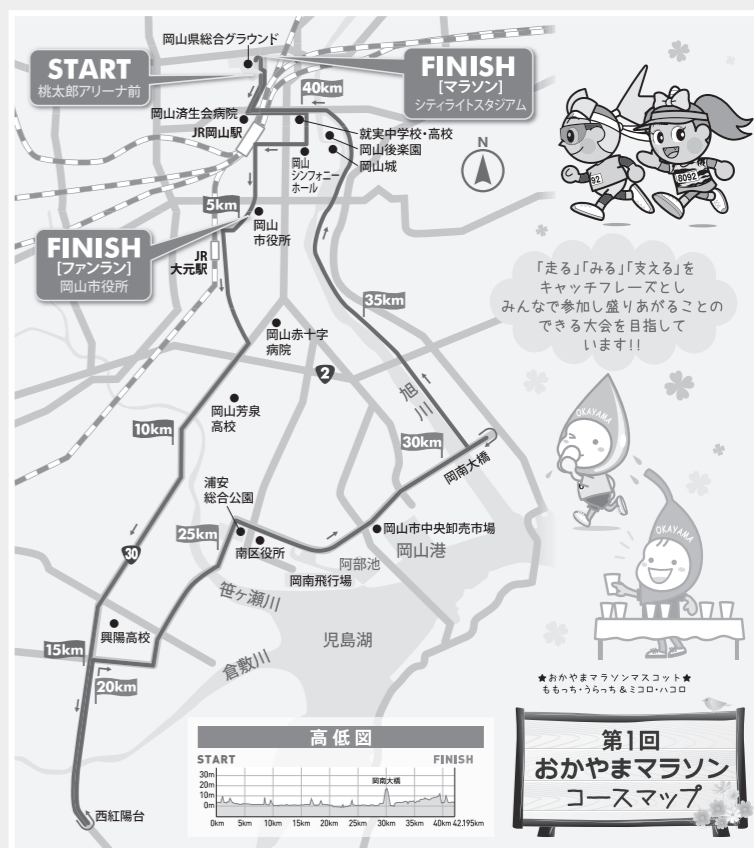 岡山県総合グラウンド
START
桃太郎アリーナ前
FINISH
[マラソン]
シティライトスタジアム
40km
岡山済生会病院
JR岡山駅
就実中学校・高校
岡山後楽園
岡山城
岡山
シンフォニー
ホール
N
5km
岡山
市役所
FINISH
[ファンラン]
岡山市役所
JR
大元駅
92
8092
「走る」「みる」「支える」を
キャッチフレーズとし
みんなで参加し盛りあがることの
できる大会を目指して
います!!
35km
岡山赤十字
病院
2
旭川
岡山芳泉
高校
10km
30km
岡南大橋
OKAYAMA
浦安
総合公園
25km
南区役所
岡山市中央卸売市場
岡山港
阿部池
岡南飛行場
笹ヶ瀬川
30
OKAYAMA
興陽高校
児島湖
倉敷川
15km
20km
西紅陽台
★おかやまマラソンマスコット★
ももっち・うらっち & ミコロ・ハコロ
第1回
おかやまマラソン
コースマップ
高低図
START
FINISH
岡南大橋
30m
20m
10m
0m
0km 5km 10km 15km 20km 25km 30km 35km 40km 42.195km